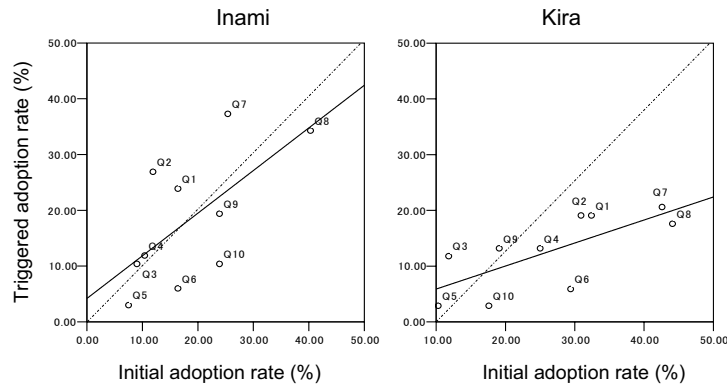 Inami
Kira
Triggered adoption rate (%)
50.00
40.00
30.00
20.00
10.00
0.00
Q7
Q8
Q2
Q1
Q9
Q4
Q3
Q10
Q6
Q5
0.00 10.00 20.00 30.00 40.00 50.00
Initial adoption rate (%)
50.00
40.00
30.00
20.00
10.00
0.00
Q7
Q2 Q1
Q8
Q3
Q9
Q4
Q6
Q5
Q10
10.00 20.00 30.00 40.00 50.00
Initial adoption rate (%)